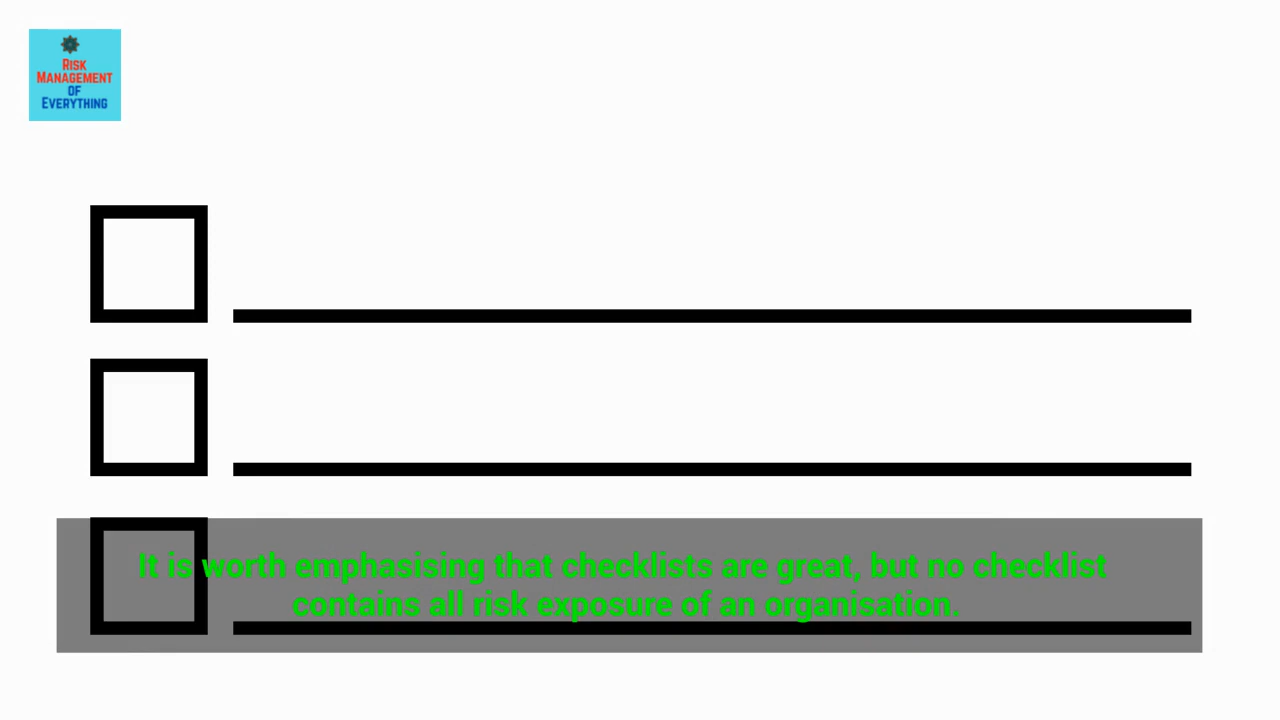 Risk
Management
of
Everything
It is worth emphasising that checklists are great, but no checklist
contains all risk exposure of an organisation.